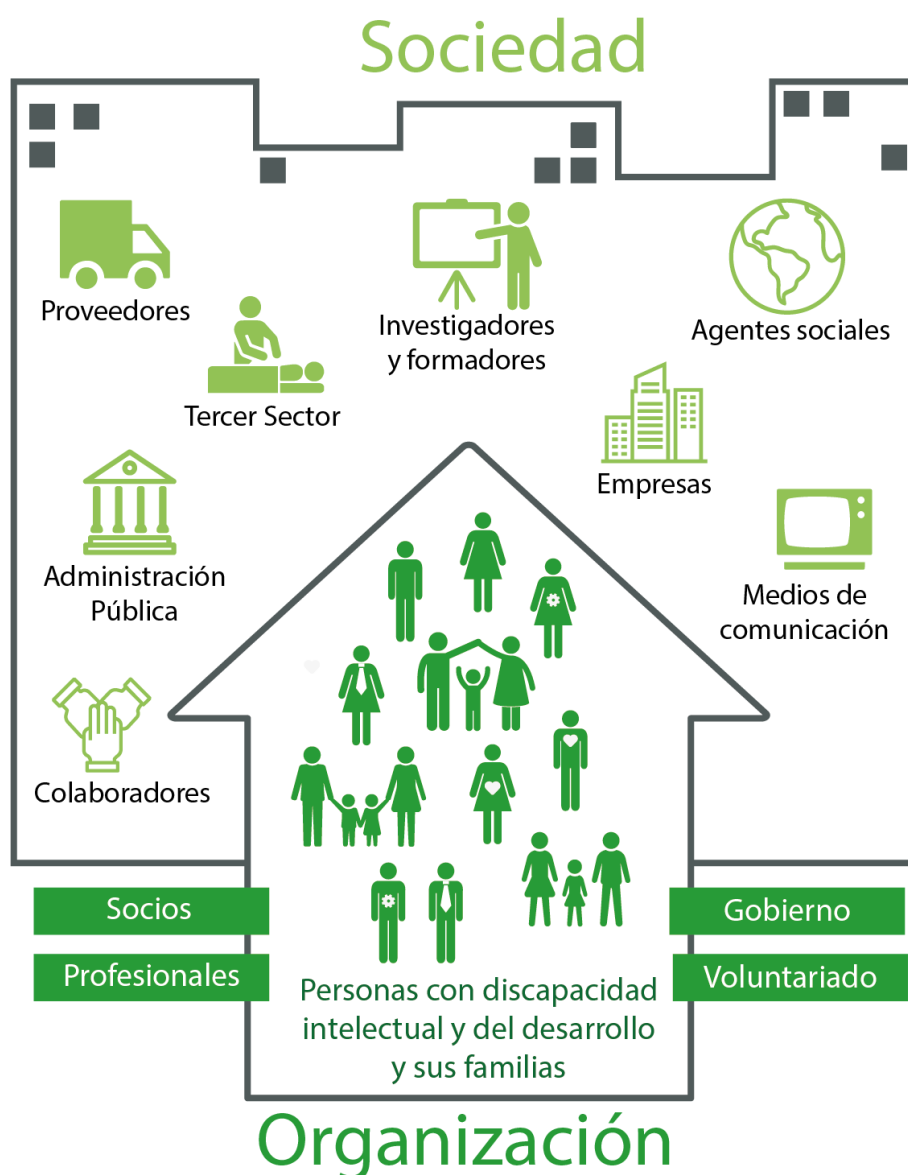 Sociedad
Proveedores
Investigadores
y formadores
Agentes sociales
Tercer Sector
Empresas
Administración
Pública
Medios de
comunicación
Colaboradores
Socios
Gobierno
Profesionales
Voluntariado
Personas con discapacidad
intelectual y del desarrollo
y sus familias
Organización